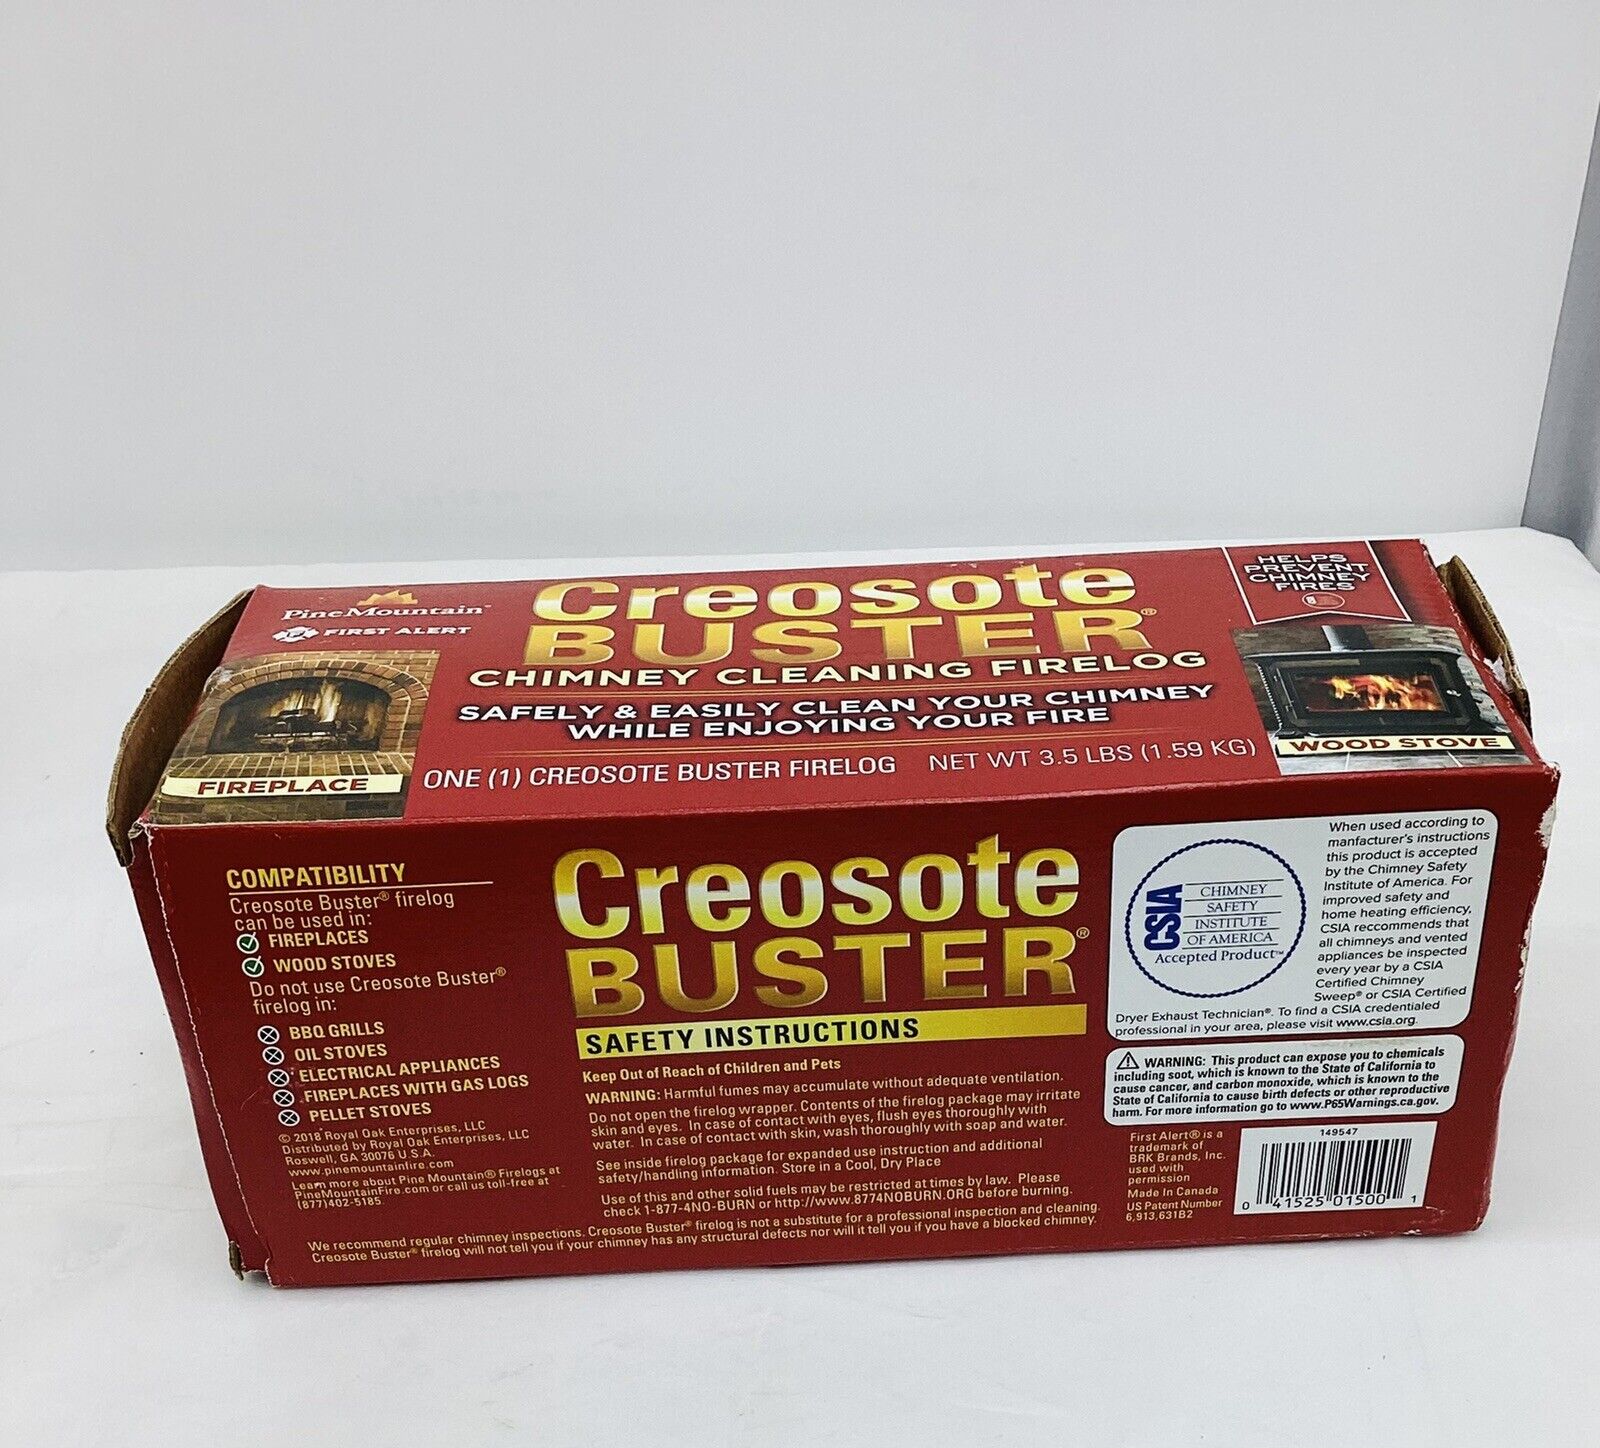 PineMountain™
FIRST ALERT
Creosote
BUSTER®
CHIMNEY CLEANING FIRELOG
SAFELY & EASILY CLEAN YOUR CHIMNEY
WHILE ENJOYING YOUR FIRE
ONE (1) CREOSOTE BUSTER FIRELOG NET WT 3.5 LBS (1.59 KG)
FIREPLACE
HELPS
PREVENT
CHIMNEY
FIRES
WOOD STOVE
COMPATIBILITY
Creosote Buster® firelog
can be used in:
FIREPLACES
WOOD STOVES
Do not use Creosote Buster®
firelog in:
BBQ GRILLS
OIL STOVES
ELECTRICAL APPLIANCES
FIREPLACES WITH GAS LOGS
PELLET STOVES
© 2018 Royal Oak Enterprises, LLC
Distributed by Royal Oak Enterprises, LLC
Roswell, GA 30076 U.S.A.
www.pinemountainfire.com
Learn more about Pine Mountain® Firelogs at
PineMountainFire.com or call us toll-free at
(877)402-5185.
Creosote
BUSTER®
SAFETY INSTRUCTIONS
Keep Out of Reach of Children and Pets
WARNING: Harmful fumes may accumulate without adequate ventilation.
Do not open the firelog wrapper. Contents of the firelog package may irritate
skin and eyes. In case of contact with eyes, flush eyes thoroughly with
water. In case of contact with skin, wash thoroughly with soap and water.
See inside firelog package for expanded use instruction and additional
safety/handling information. Store in a Cool, Dry Place
Use of this and other solid fuels may be restricted at times by law. Please
check 1-877-4NO-BURN or http://www.8774NOBURN.ORG before burning.
We recommend regular chimney inspections. Creosote Buster® firelog is not a substitute for a professional inspection and cleaning.
Creosote Buster® firelog will not tell you if your chimney has any structural defects nor will it tell you if you have a blocked chimney.
CSIA
CHIMNEY
SAFETY
INSTITUTE
OF AMERICA
Accepted Product™
When used according to
manfacturer's instructions
this product is accepted
by the Chimney Safety
Institute of America. For
improved safety and
home heating efficiency,
CSIA reccommends that
all chimneys and vented
appliances be inspected
every year by a CSIA
Certified Chimney
Sweep® or CSIA Certified
Dryer Exhaust Technician®. To find a CSIA credentialed
professional in your area, please visit www.csia.org.
WARNING: This product can expose you to chemicals
including soot, which is known to the State of California to
cause cancer, and carbon monoxide, which is known to the
State of California to cause birth defects or other reproductive
harm. For more information go to www.P65Warnings.ca.gov.
First Alert® is a
trademark of
BRK Brands, Inc.
used with
permission
Made In Canada
US Patent Number
6,913,631B2
149547
0 41525 01500 1